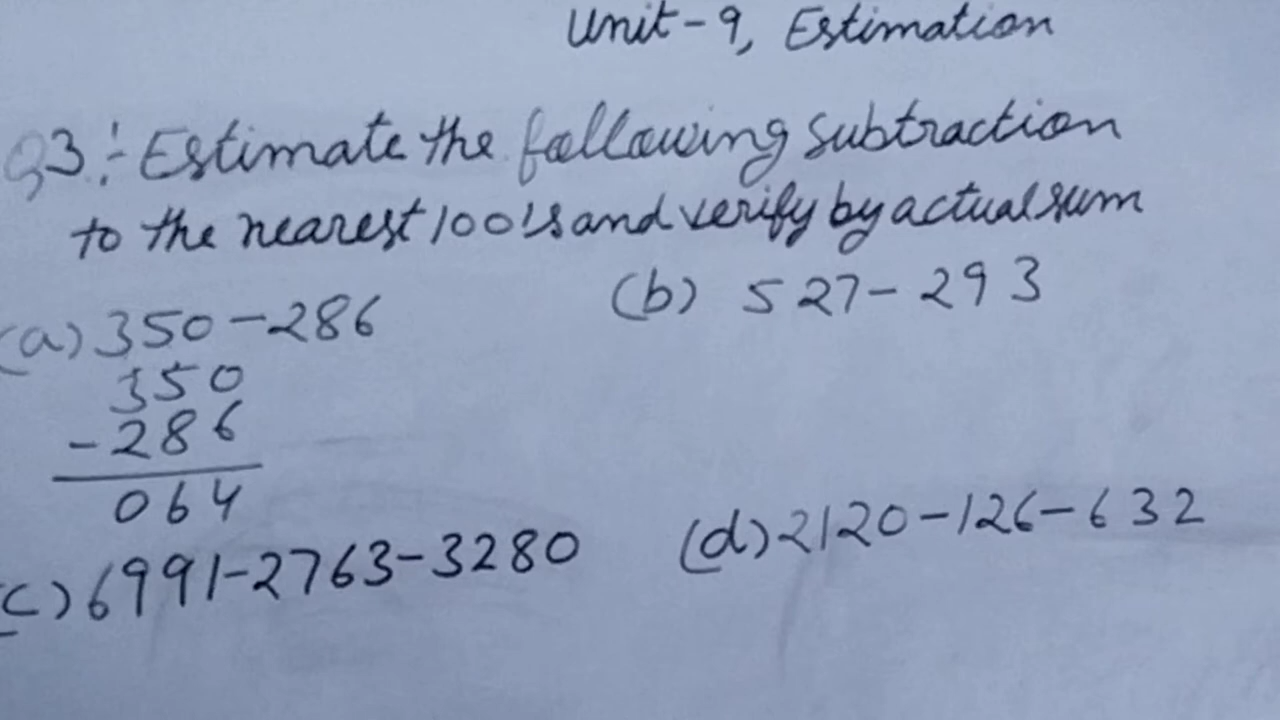 Unit-9, Estimation
Q3:- Estimate the following subtraction
to the nearest 100's and verify by actual sum
(a) 350-286
(b) 527-293
350
-286
064
(c) 6991-2763-3280
(d) 2120-126-632